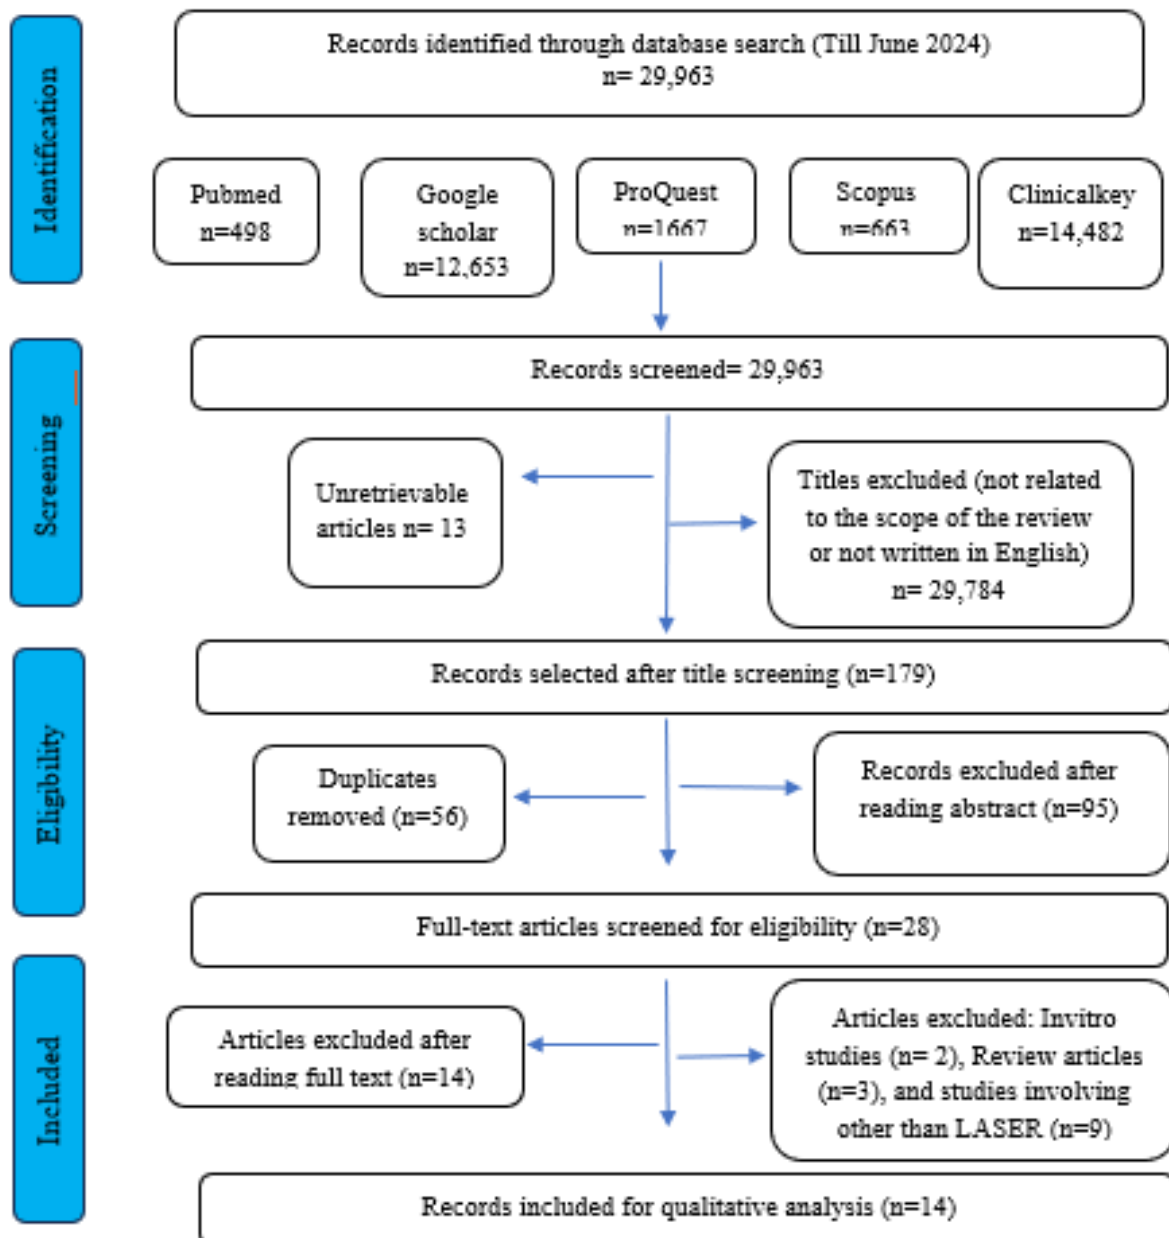 Identification
Records identified through database search (Till June 2024)
n= 29,963
Pubmed
n=498
Google
scholar
n=12,653
ProQuest
n=1667
Scopus
n=663
Clinicalkey
n=14,482
Screening
Records screened= 29,963
Unretrievable
articles n= 13
Titles excluded (not related
to the scope of the review
or not written in English)
n= 29,784
Eligibility
Records selected after title screening (n=179)
Duplicates
removed (n=56)
Records excluded after
reading abstract (n=95)
Full-text articles screened for eligibility (n=28)
Included
Articles excluded after
reading full text (n=14)
Articles excluded: Invitro
studies (n= 2), Review articles
(n=3), and studies involving
other than LASER (n=9)
Records included for qualitative analysis (n=14)